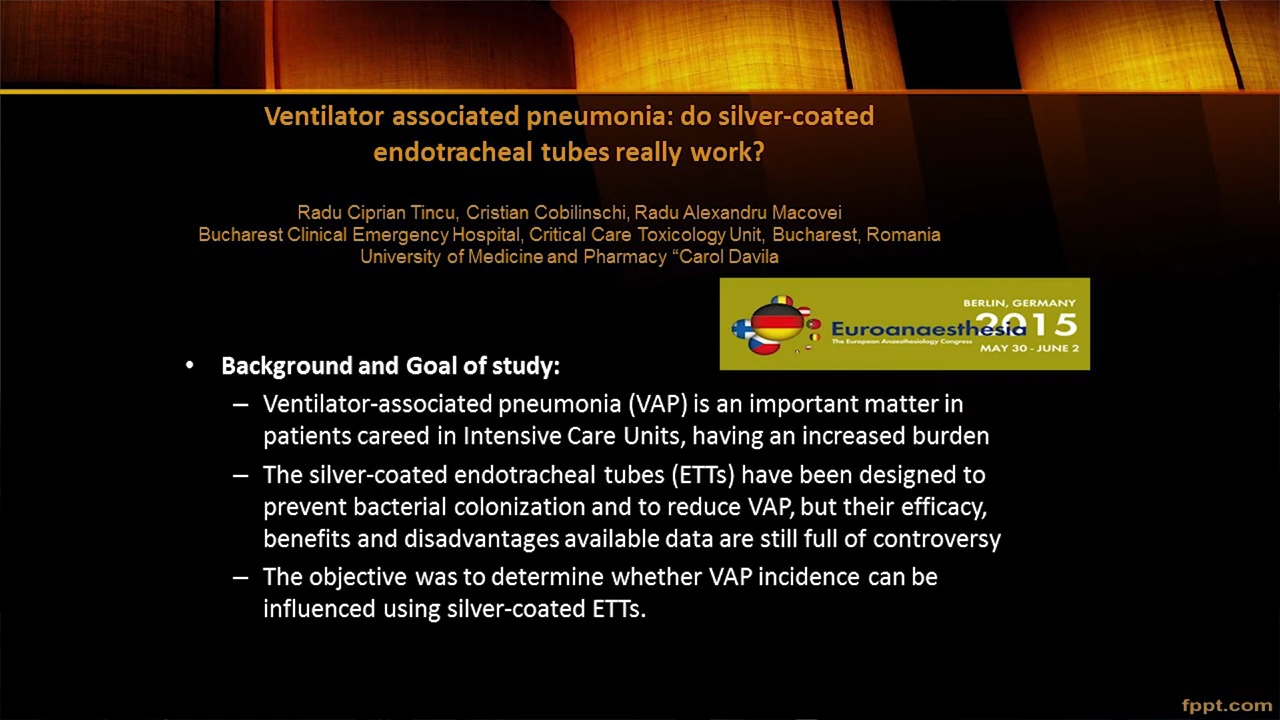 Ventilator associated pneumonia: do silver-coated
endotracheal tubes really work?
Radu Ciprian Tincu, Cristian Cobilinschi, Radu Alexandru Macovei
Bucharest Clinical Emergency Hospital, Critical Care Toxicology Unit, Bucharest, Romania
University of Medicine and Pharmacy “Carol Davila
BERLIN, GERMANY
2015
Euroanaesthesia
The European Anaesthesiology Congress
MAY 30 - JUNE 2
• Background and Goal of study:
– Ventilator-associated pneumonia (VAP) is an important matter in
patients careed in Intensive Care Units, having an increased burden
– The silver-coated endotracheal tubes (ETTs) have been designed to
prevent bacterial colonization and to reduce VAP, but their efficacy,
benefits and disadvantages available data are still full of controversy
– The objective was to determine whether VAP incidence can be
influenced using silver-coated ETTs.
fppt.com